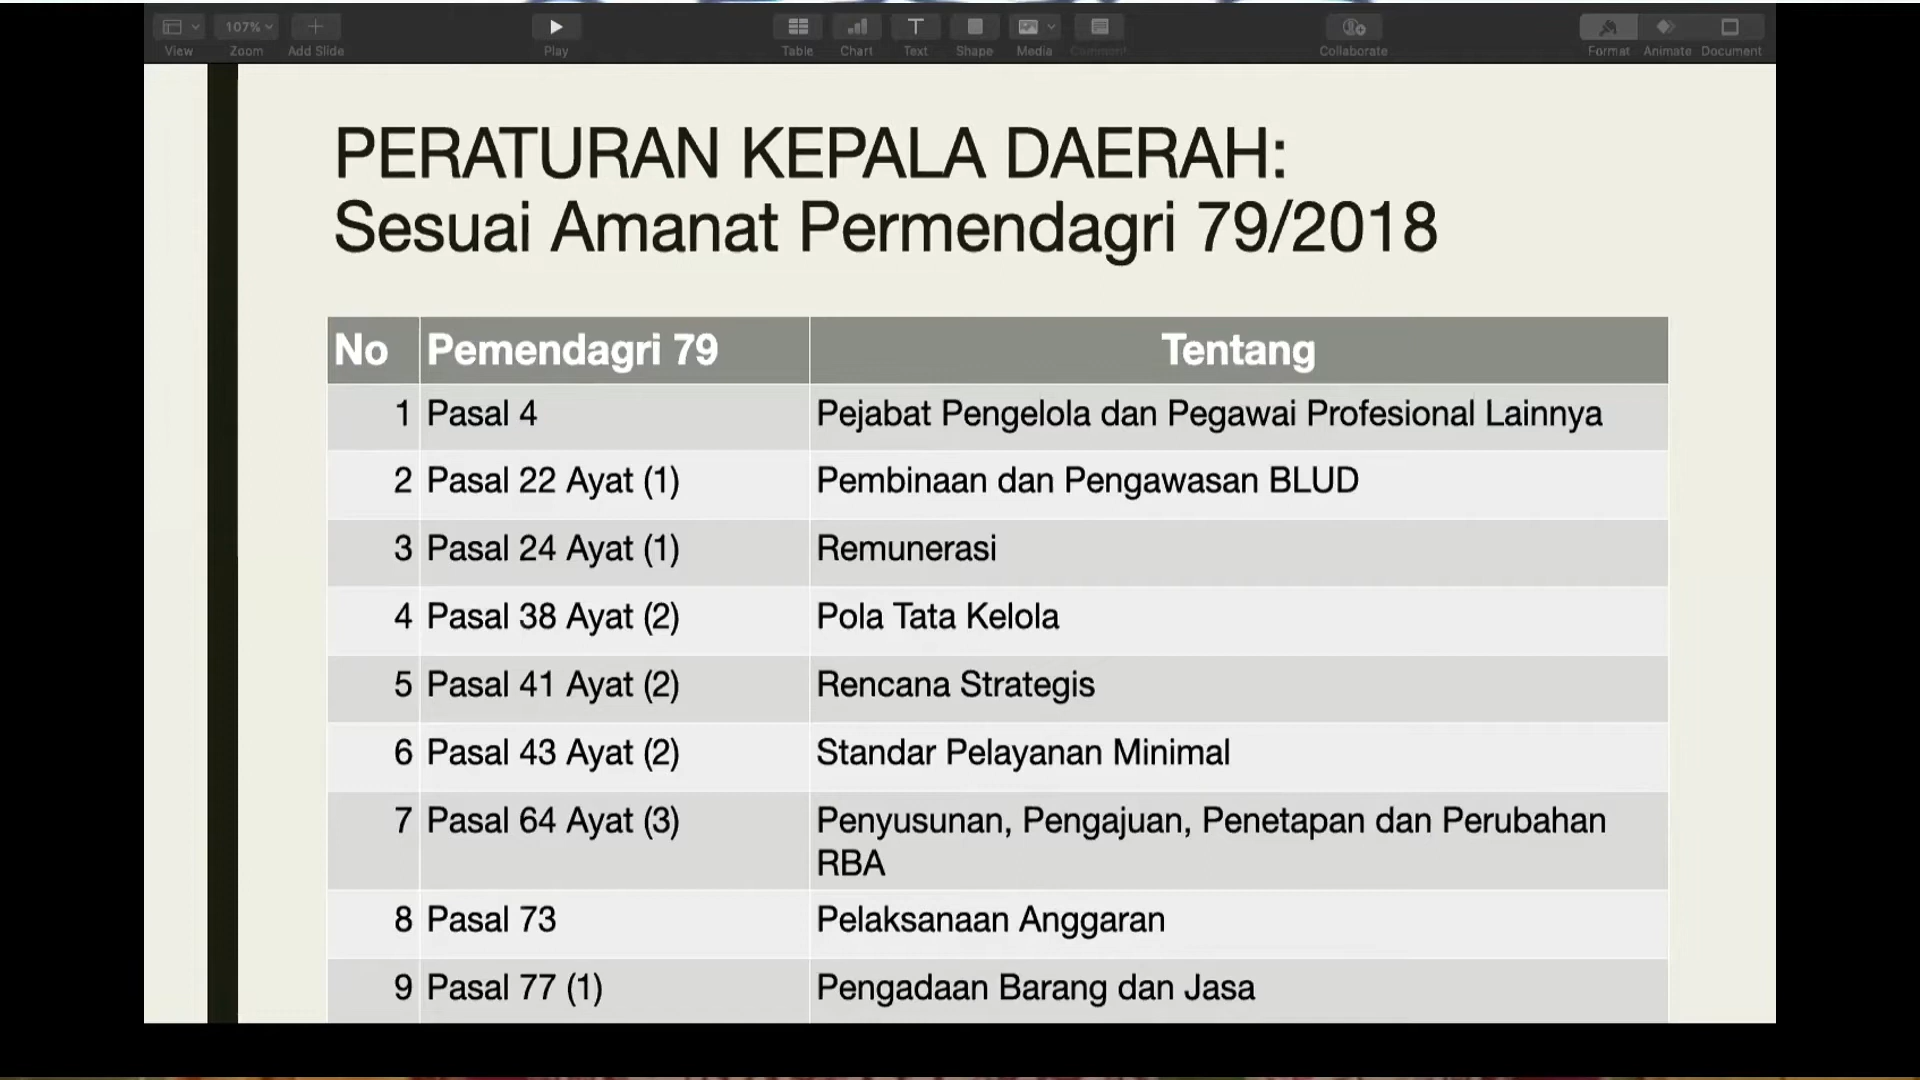 107%
View
Zoom
Add Slide
Play
Table
Chart
Text
Shape
Media
Comment
Collaborate
Format
Animate
Document
PERATURAN KEPALA DAERAH:
Sesuai Amanat Permendagri 79/2018
No Pemendagri 79 Tentang
1 Pasal 4 Pejabat Pengelola dan Pegawai Profesional Lainnya
2 Pasal 22 Ayat (1) Pembinaan dan Pengawasan BLUD
3 Pasal 24 Ayat (1) Remunerasi
4 Pasal 38 Ayat (2) Pola Tata Kelola
5 Pasal 41 Ayat (2) Rencana Strategis
6 Pasal 43 Ayat (2) Standar Pelayanan Minimal
7 Pasal 64 Ayat (3) Penyusunan, Pengajuan, Penetapan dan Perubahan
RBA
8 Pasal 73 Pelaksanaan Anggaran
9 Pasal 77 (1) Pengadaan Barang dan Jasa